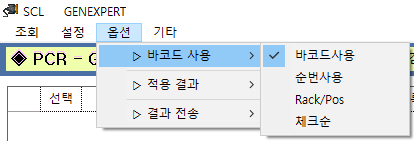 SCL GENEXPERT
조회 설정 옵션 기타
◈ PCR - G
▷ 바코드 사용 >
✓ 바코드사용
순번사용
Rack/Pos
체크순
선택
▷ 적용 결과 >
▷ 결과 전송 >